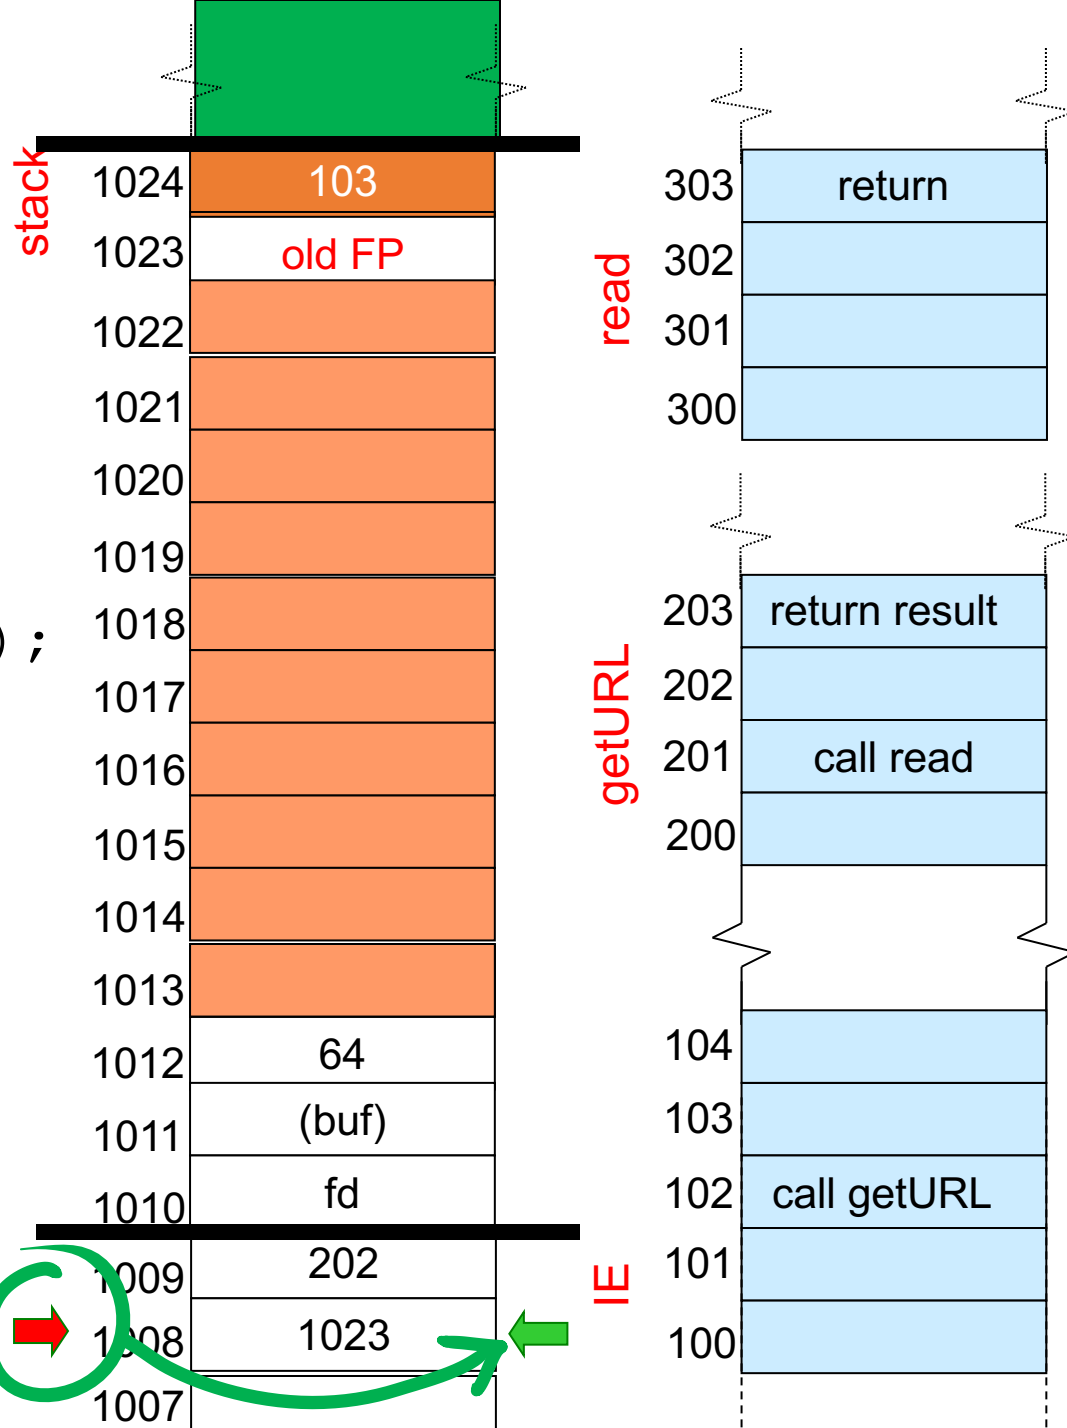 stack
1024 103
1023 old FP
1022
1021
1020
1019
1018
1017
1016
1015
1014
1013
1012 64
1011 (buf)
1010 fd
1009 202
1008 1023
1007
);
read
303 return
302
301
300
getURL
203 return result
202
201 call read
200
IE
104
103
102 call getURL
101
100